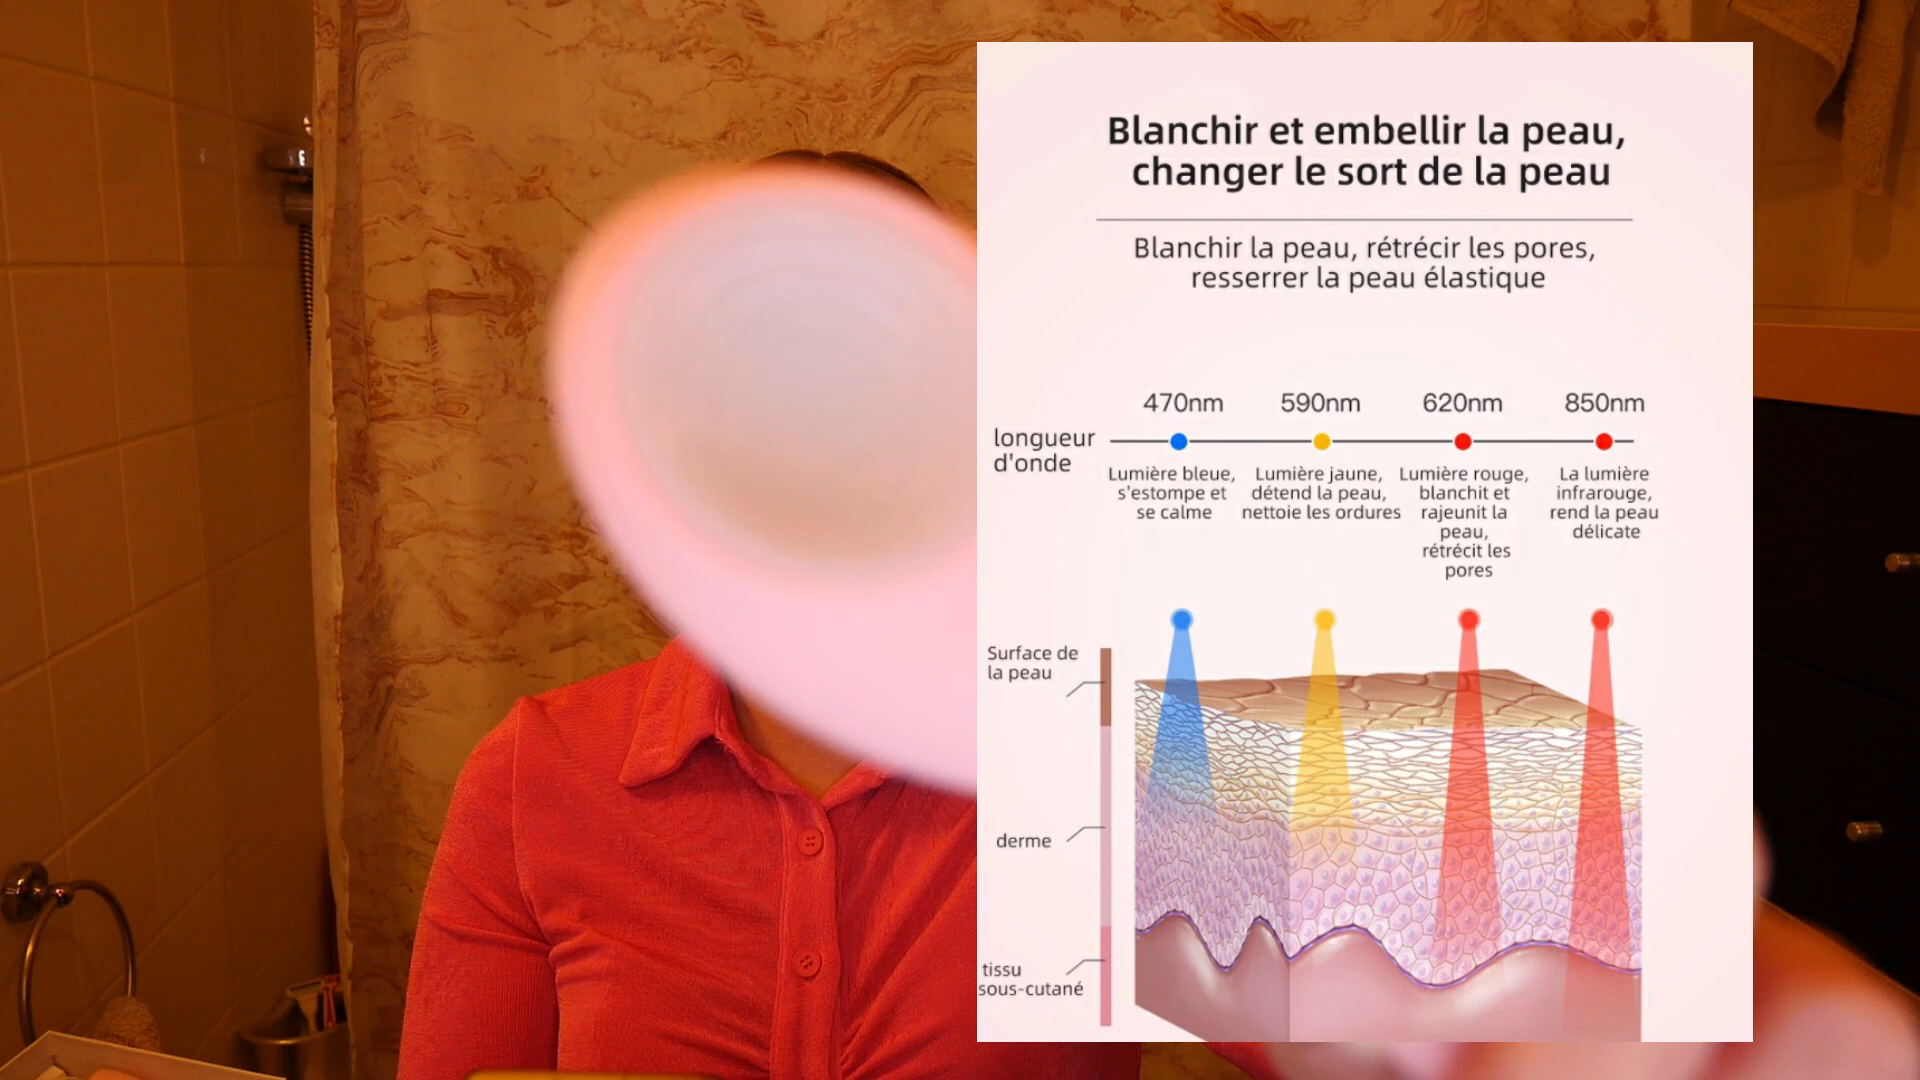 Blanchir et embellir la peau,
changer le sort de la peau
Blanchir la peau, rétrécir les pores,
resserrer la peau élastique
470nm 590nm 620nm 850nm
longueur
d'onde
Lumière bleue,
s'estompe et
se calme
Lumière jaune,
détend la peau,
nettoie les ordures
Lumière rouge,
blanchit et
rajeunit la
peau,
rétrécit les
pores
La lumière
infrarouge,
rend la peau
délicate
Surface de
la peau
derme
tissu
sous-cutané